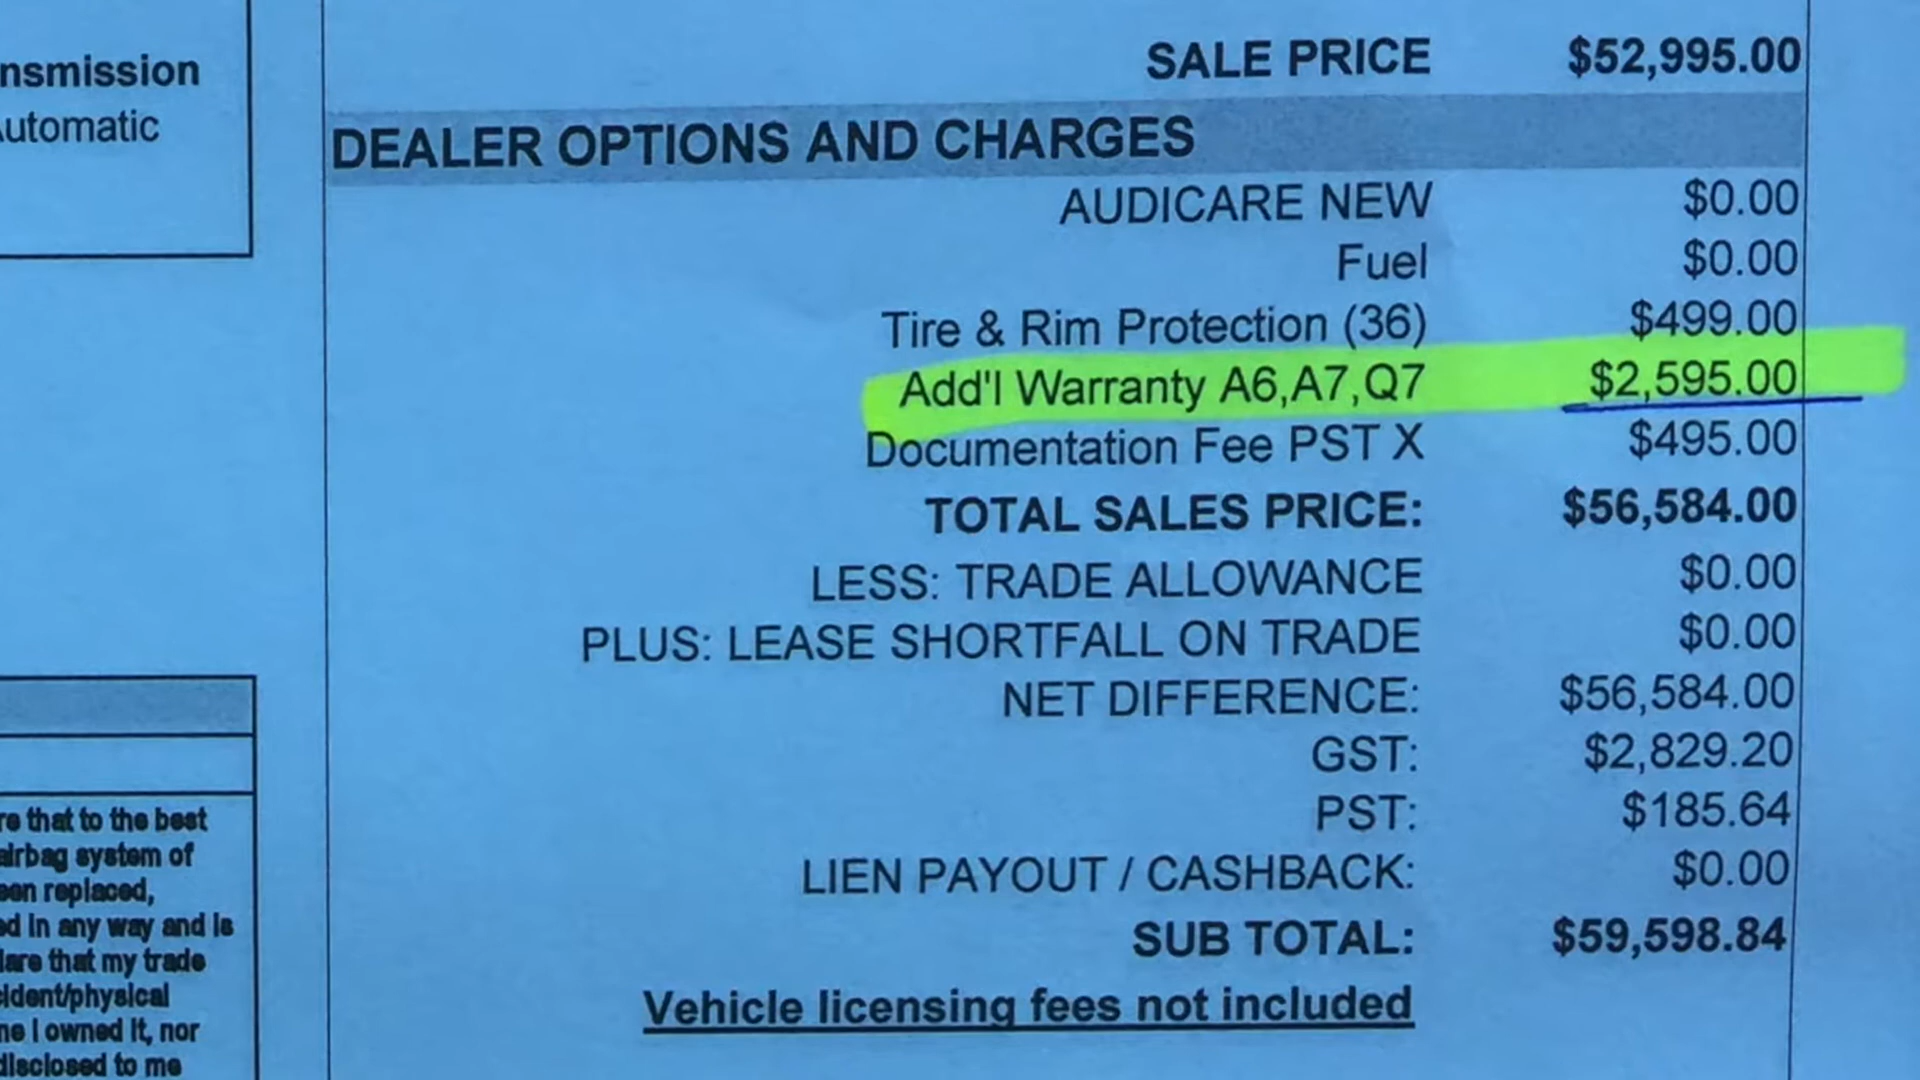 nsmission
utomatic
SALE PRICE $52,995.00
DEALER OPTIONS AND CHARGES
AUDICARE NEW $0.00
Fuel $0.00
Tire & Rim Protection (36) $499.00
Add'l Warranty A6,A7,Q7 $2,595.00
Documentation Fee PST X $495.00
TOTAL SALES PRICE: $56,584.00
LESS: TRADE ALLOWANCE $0.00
PLUS: LEASE SHORTFALL ON TRADE $0.00
NET DIFFERENCE: $56,584.00
GST: $2,829.20
PST: $185.64
LIEN PAYOUT / CASHBACK: $0.00
SUB TOTAL: $59,598.84
Vehicle licensing fees not included
re that to the best
airbag system of
een replaced,
ed in any way and is
lare that my trade
cident/physical
me I owned it, nor
disclosed to me